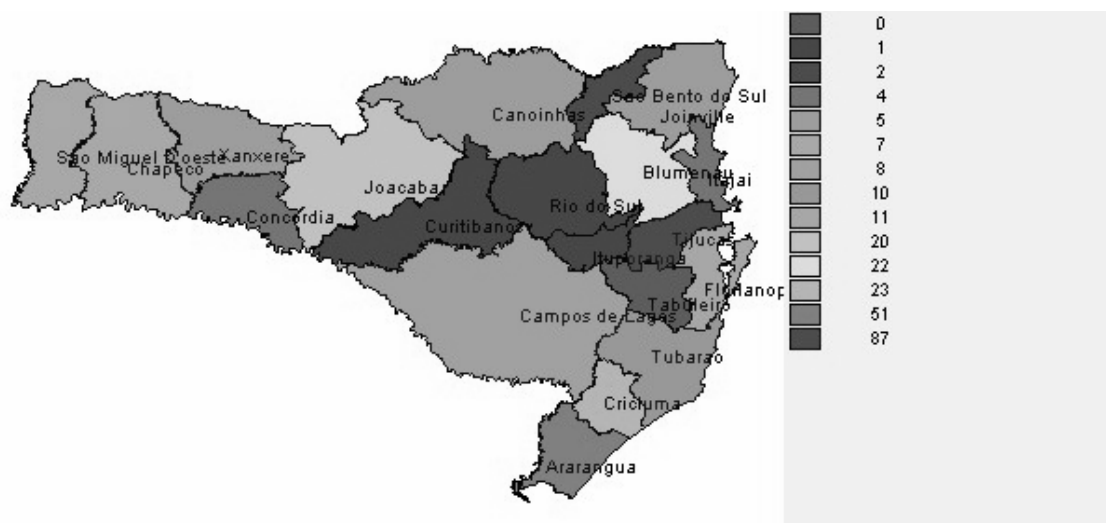 Canoinhas
Sao Bento do Sul
Joinville
Sao Miguel D'oeste
Chapeco
Xanxere
Joacaba
Blumenau
Itajai
Concordia
Curitibanos
Rio do Sul
Ituporanga
Tijucas
Florianop
Tabuleiro
Campos de Lages
Tubarao
Criciuma
Ararangua
0
1
2
4
5
7
8
10
11
20
22
23
51
87